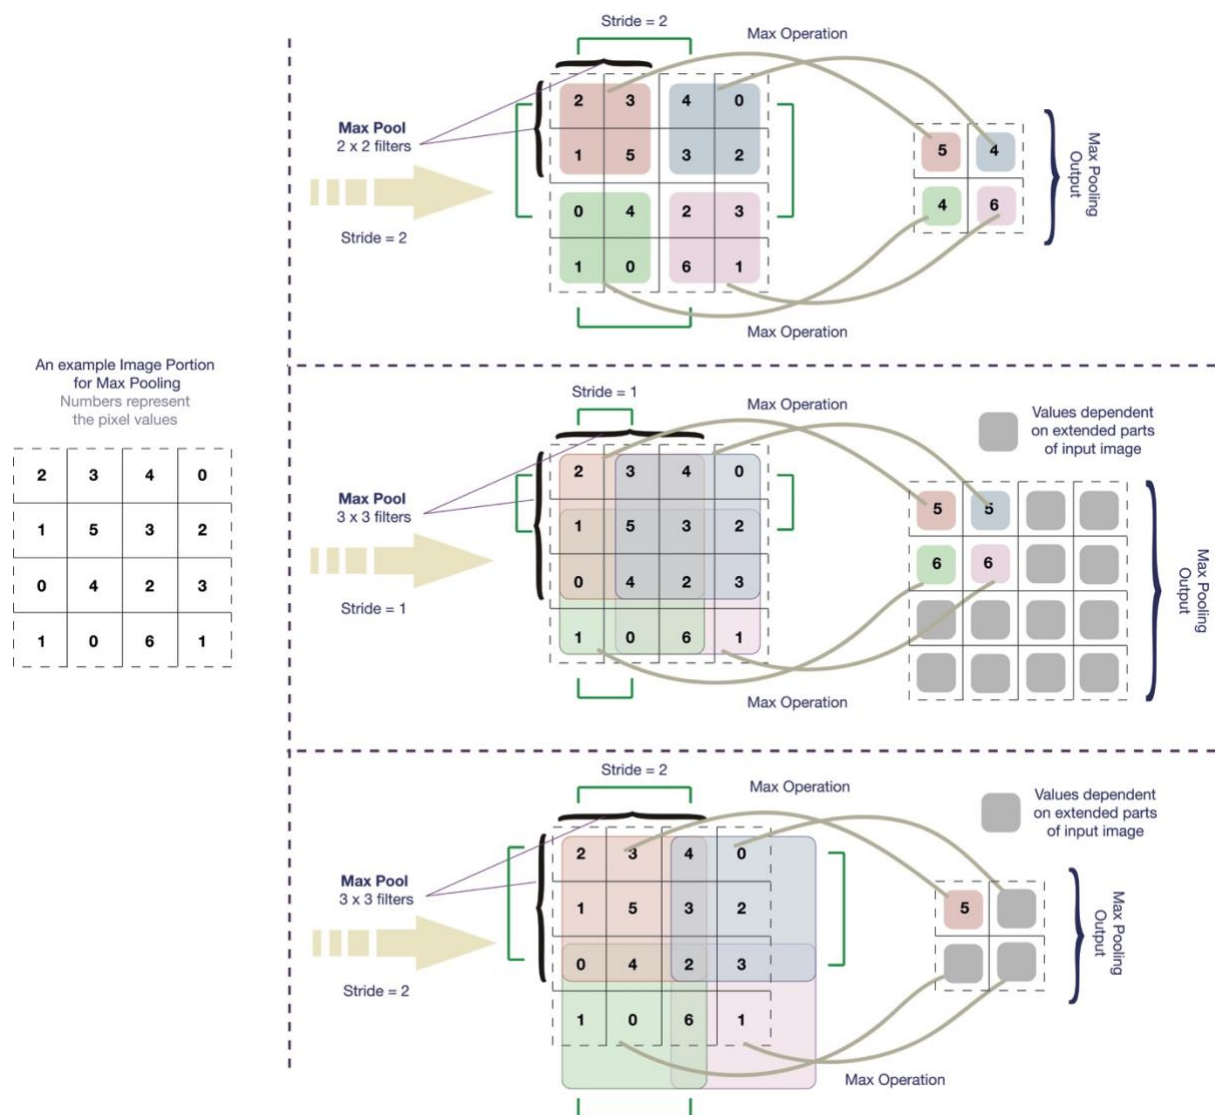 An example Image Portion
for Max Pooling
Numbers represent
the pixel values
2 3 4 0
1 5 3 2
0 4 2 3
1 0 6 1
Stride = 2
Max Operation
Max Pool
2 x 2 filters
Stride = 2
2 3 4 0
1 5 3 2
0 4 2 3
1 0 6 1
5 4
4 6
Max Pooling
Output
Max Operation
Stride = 1
Max Operation
Values dependent
on extended parts
of input image
Max Pool
3 x 3 filters
Stride = 1
2 3 4 0
1 5 3 2
0 4 2 3
1 0 6 1
5 5
6 6
Max Pooling
Output
Max Operation
Stride = 2
Max Operation
Values dependent
on extended parts
of input image
Max Pool
3 x 3 filters
Stride = 2
2 3 4 0
1 5 3 2
0 4 2 3
1 0 6 1
5
Max Pooling
Output
Max Operation